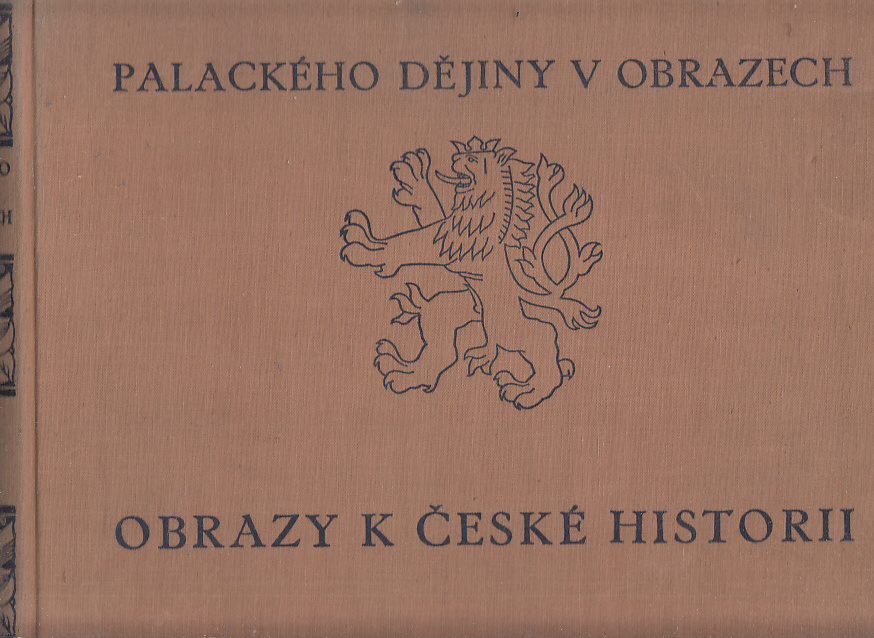 PALACKÉHO DĚJINY V OBRAZECH
OBRAZY K ČESKÉ HISTORII
O
H